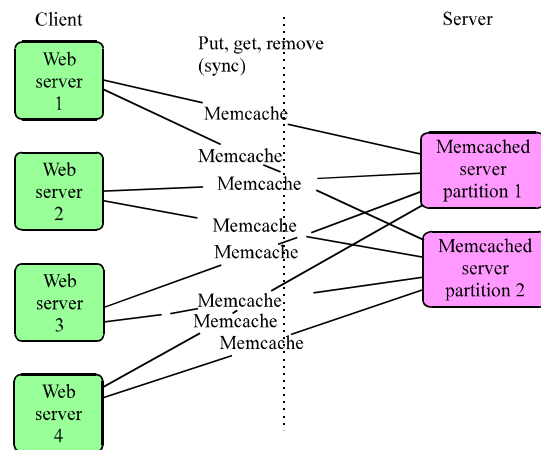 Client
Server
Put, get, remove
(sync)
Web
server
1
Memcache
Memcache
Memcached
server
partition 1
Web
server
2
Memcache
Memcache
Memcache
Memcached
server
partition 2
Web
server
3
Memcache
Memcache
Memcache
Web
server
4